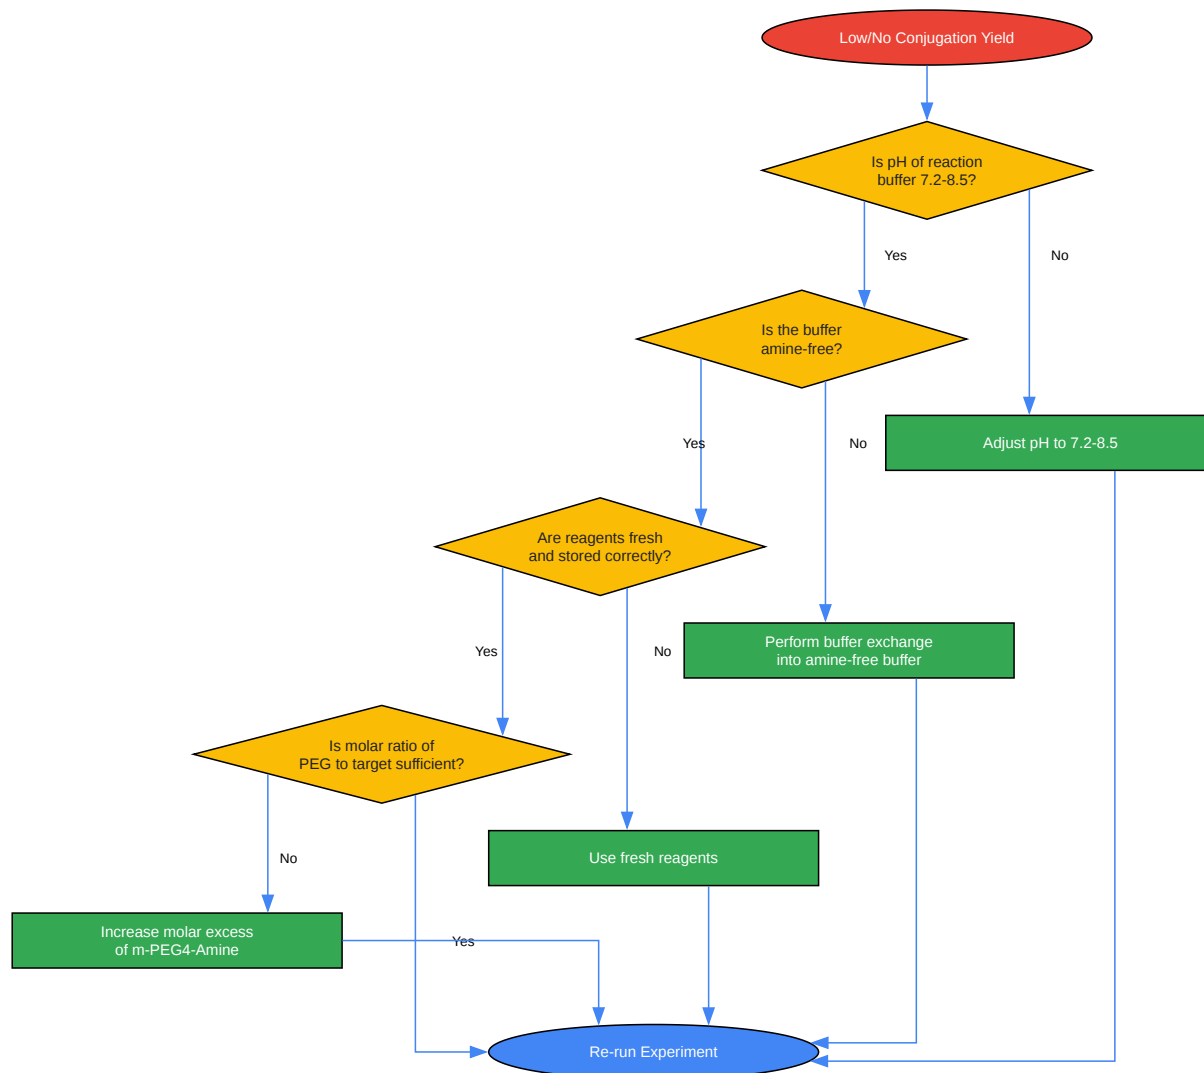 Low/No Conjugation Yield
Is pH of reaction
buffer 7.2-8.5?
Yes
No
Is the buffer
amine-free?
Yes
No
Adjust pH to 7.2-8.5
Are reagents fresh
and stored correctly?
Yes
No
Perform buffer exchange
into amine-free buffer
Is molar ratio of
PEG to target sufficient?
No
Use fresh reagents
Increase molar excess
of m-PEG4-Amine
Yes
Re-run Experiment